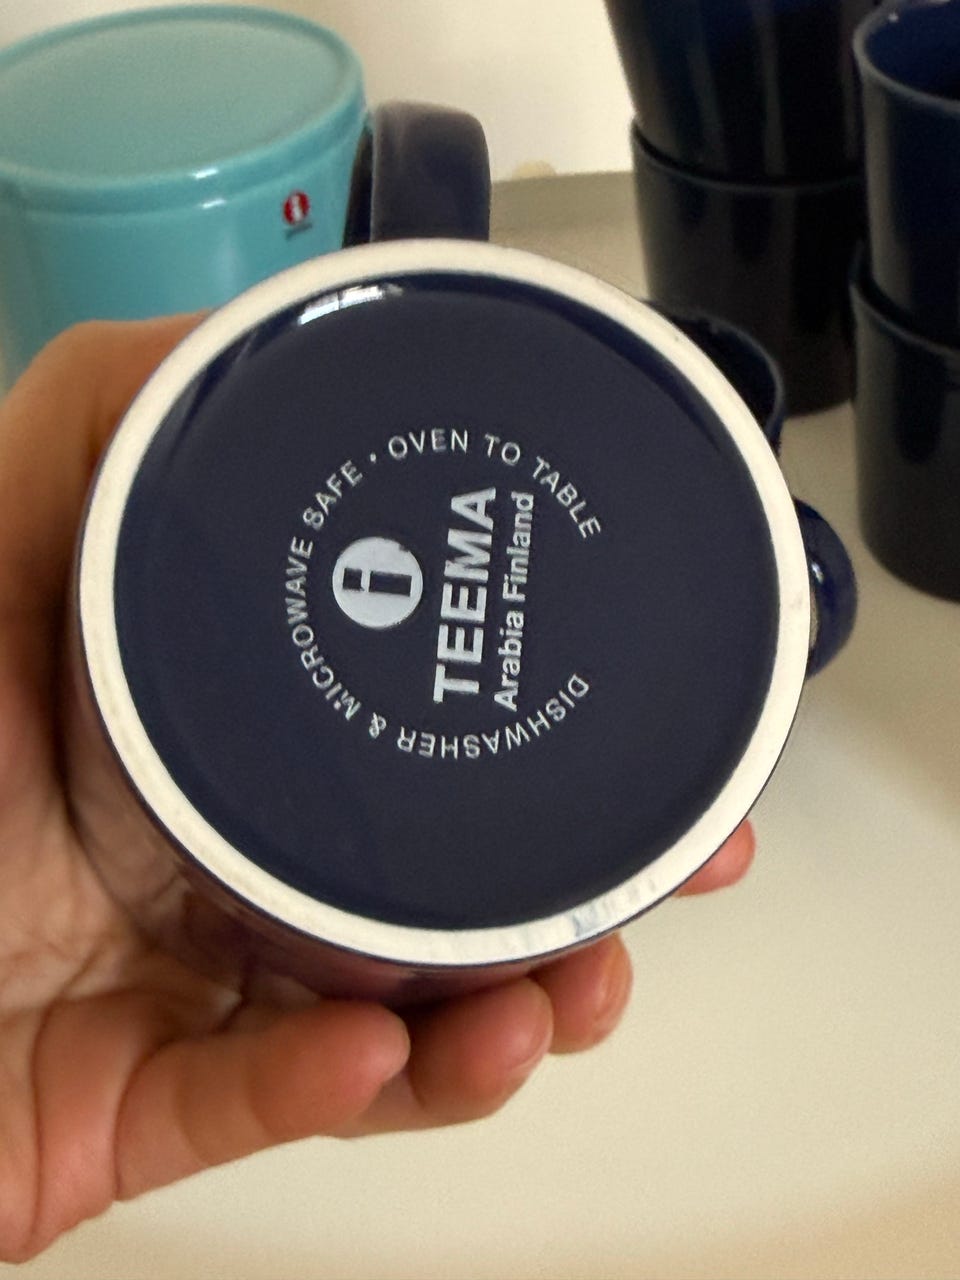 DISHWASHER & MICROWAVE SAFE • OVEN TO TABLE
i
TEEMA
Arabia Finland
i